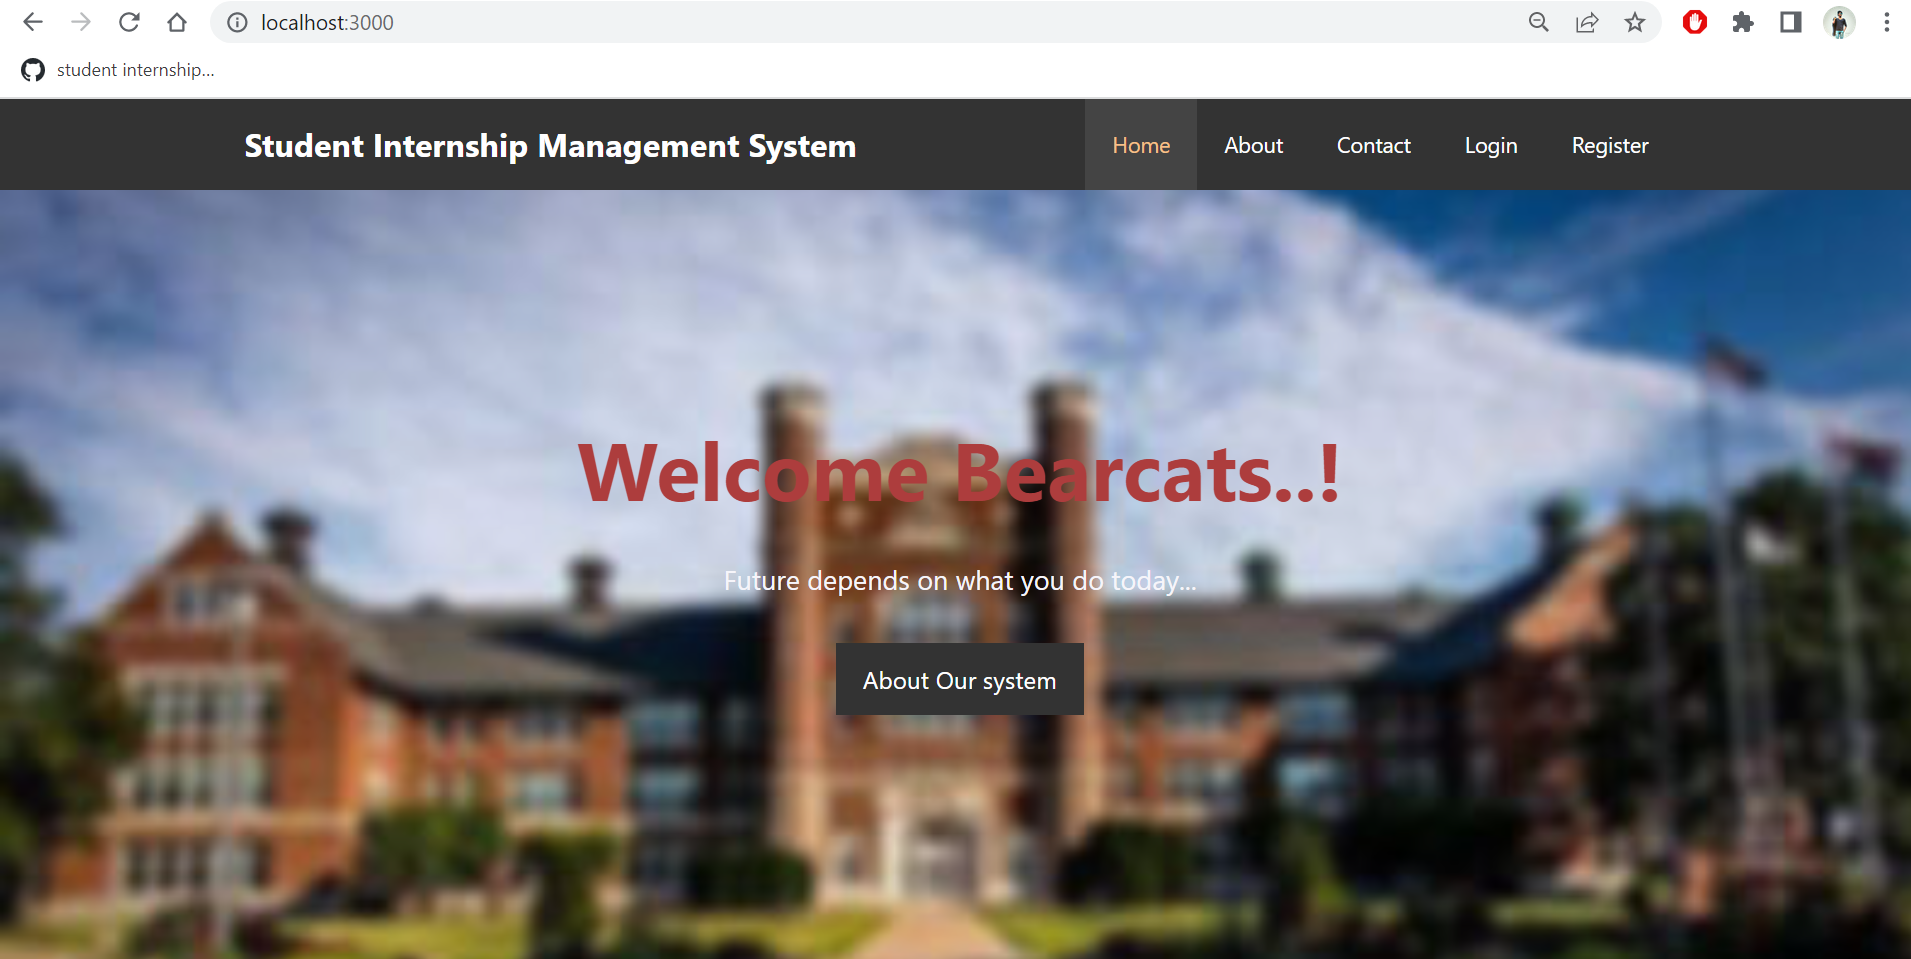 localhost:3000
student internship...
Student Internship Management System
Home
About
Contact
Login
Register
Welcome Bearcats..!
Future depends on what you do today...
About Our system